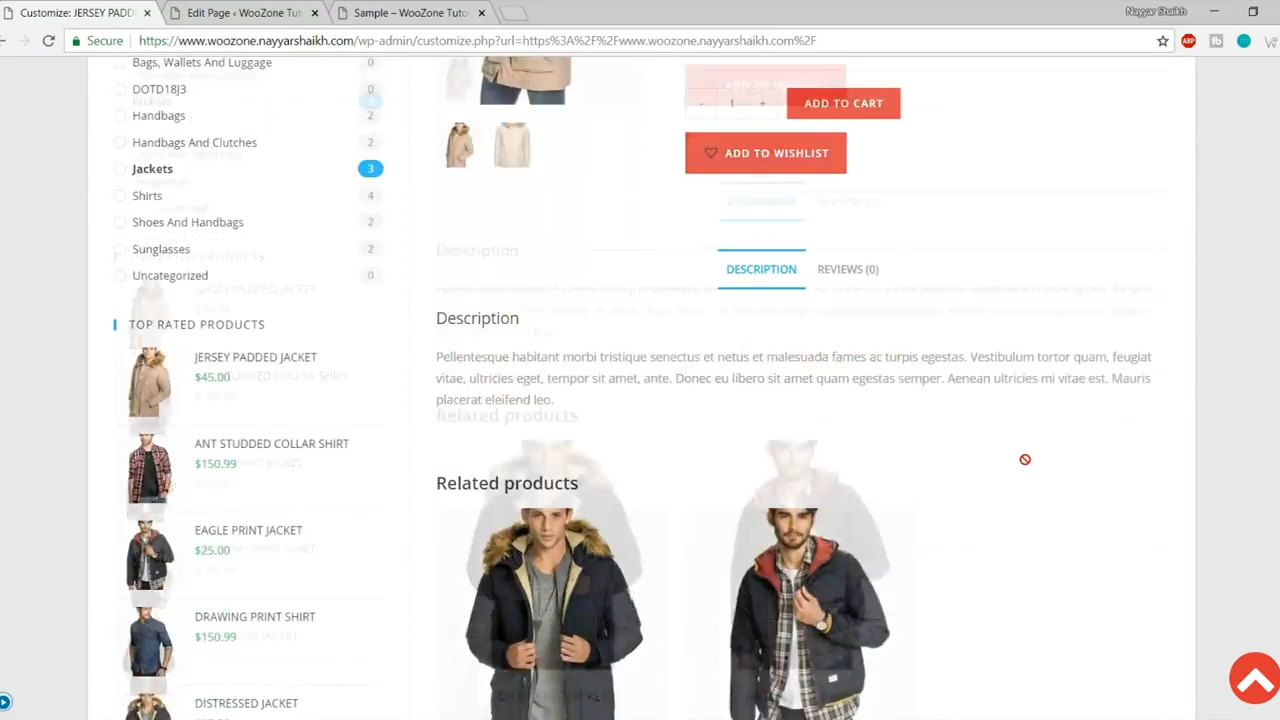 Customize: JERSEY PADD
Edit Page ‹ WooZone Tut
Sample – WooZone Tuto
Nayyar Shaikh
Secure
https://www.woozone.nayyarshaikh.com/wp-admin/customize.php?url=https%3A%2F%2Fwww.woozone.nayyarshaikh.com%2F
ABP
Bags, Wallets And Luggage 0
DOTD18J3 0
Handbags 2
Handbags And Clutches 2
Jackets 3
Shirts 4
Shoes And Handbags 2
Sunglasses 2
Uncategorized 0
- 1 +
ADD TO CART
ADD TO WISHLIST
DESCRIPTION
REVIEWS (0)
Description
Description
Pellentesque habitant morbi tristique senectus et netus et malesuada fames ac turpis egestas. Vestibulum tortor quam, feugiat
vitae, ultricies eget, tempor sit amet, ante. Donec eu libero sit amet quam egestas semper. Aenean ultricies mi vitae est. Mauris
placerat eleifend leo.
Related products
Related products
TOP RATED PRODUCTS
JERSEY PADDED JACKET
$45.00
ANT STUDDED COLLAR SHIRT
$150.99
EAGLE PRINT JACKET
$25.00
DRAWING PRINT SHIRT
$150.99
DISTRESSED JACKET